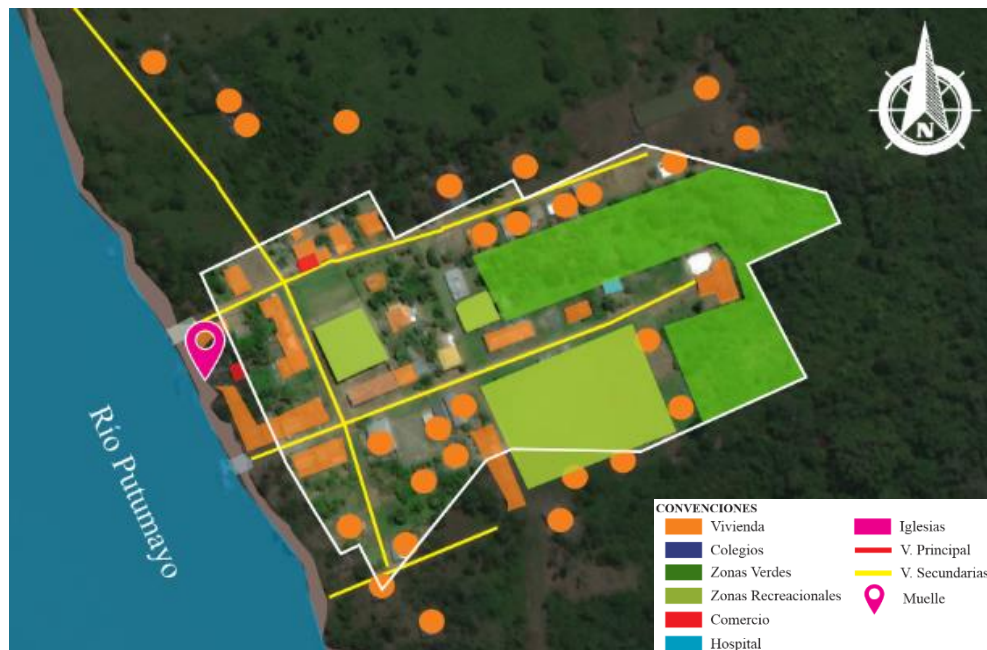 N
Río Putumayo
CONVENCIONES
Vivienda
Colegios
Zonas Verdes
Zonas Recreacionales
Comercio
Hospital
Iglesias
V. Principal
V. Secundarias
Muelle